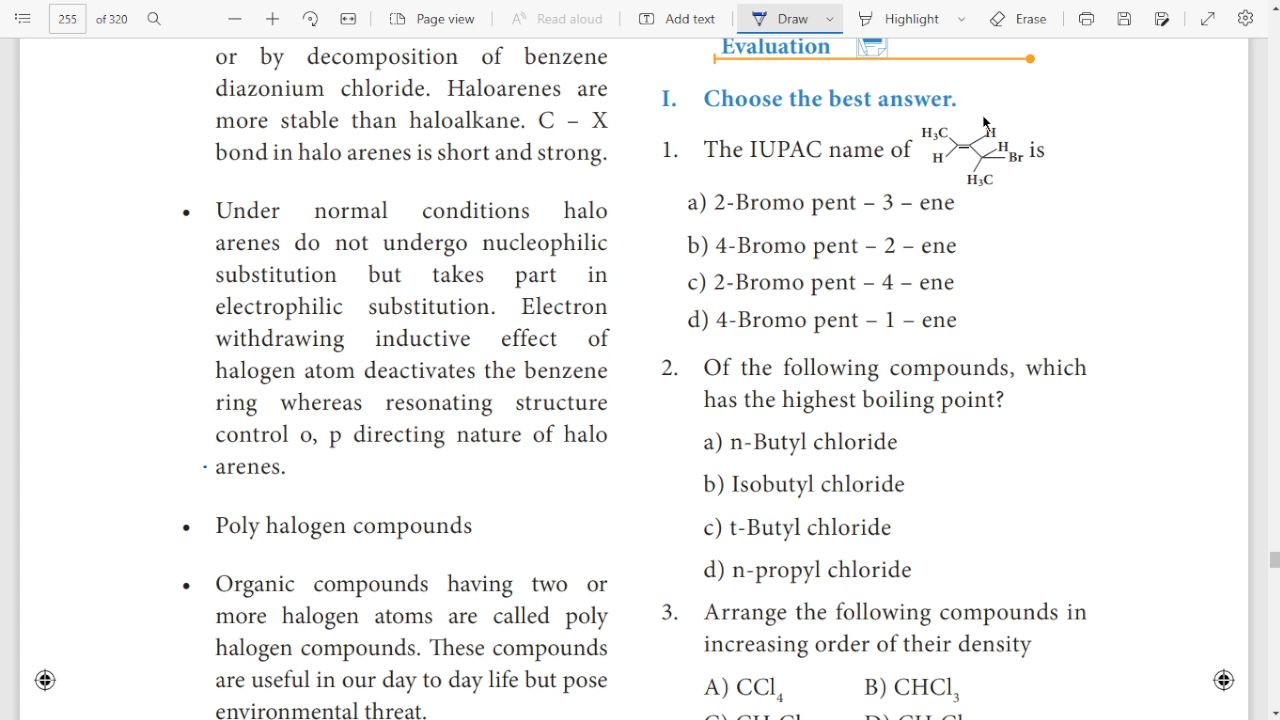 255 of 320 Page view Read aloud Add text Draw Highlight Erase
or by decomposition of benzene
diazonium chloride. Haloarenes are
more stable than haloalkane. C – X
bond in halo arenes is short and strong.
• Under normal conditions halo
arenes do not undergo nucleophilic
substitution but takes part in
electrophilic substitution. Electron
withdrawing inductive effect of
halogen atom deactivates the benzene
ring whereas resonating structure
control o, p directing nature of halo
arenes.
• Poly halogen compounds
• Organic compounds having two or
more halogen atoms are called poly
halogen compounds. These compounds
are useful in our day to day life but pose
environmental threat.
Evaluation
I. Choose the best answer.
H₃C H
1. The IUPAC name of H H Br is
H₃C
a) 2-Bromo pent – 3 – ene
b) 4-Bromo pent – 2 – ene
c) 2-Bromo pent – 4 – ene
d) 4-Bromo pent – 1 – ene
2. Of the following compounds, which
has the highest boiling point?
a) n-Butyl chloride
b) Isobutyl chloride
c) t-Butyl chloride
d) n-propyl chloride
3. Arrange the following compounds in
increasing order of their density
A) CCl₄ B) CHCl₃